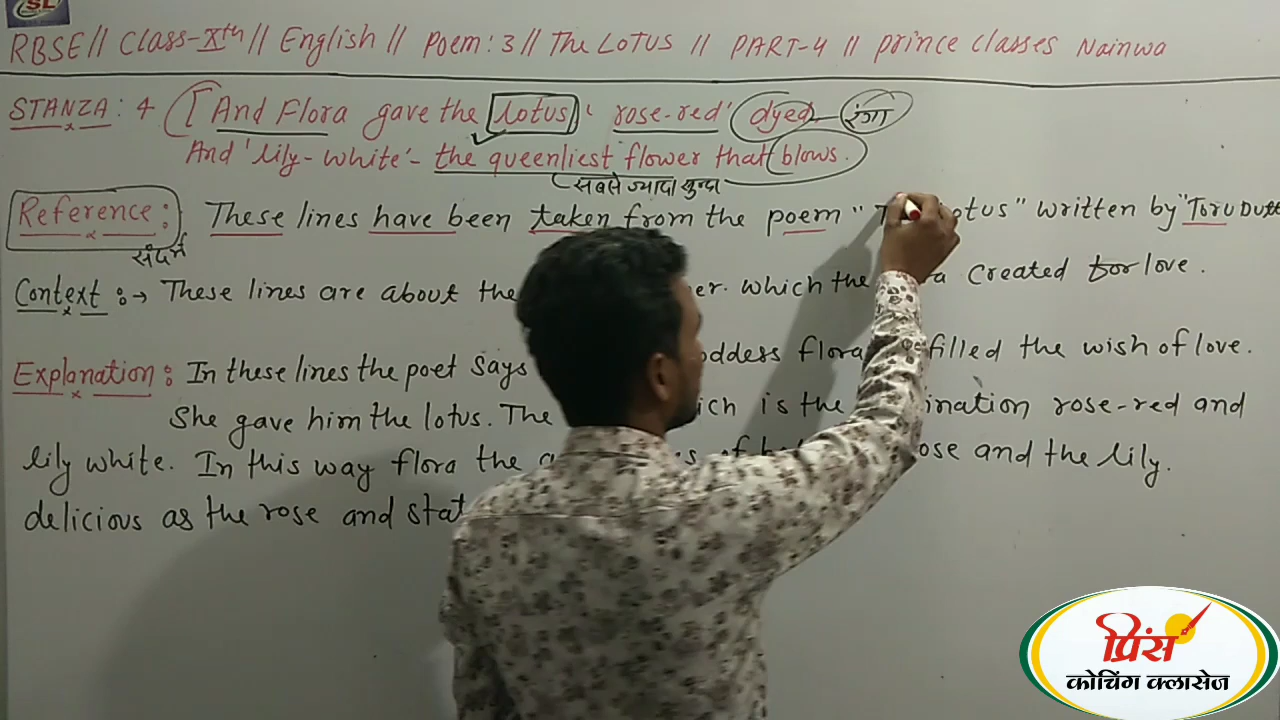 SL
RBSE// Class-Xth // English // Poem: 3 // The LOTUS // PART-4 // prince classes Nainwa
STANZA: 4 [And Flora gave the lotus ' rose-red' dyed रंगा
And 'lily-white'- the queenliest flower that blows.
सबसे ज्यादा सुन्दर
Reference: These lines have been taken from the poem " otus" written by "Toru Dutt
संदर्भ
Context :→ These lines are about the er. which the a created for love.
Explanation: In these lines the poet says oddess flora filled the wish of love.
She gave him the lotus. The ich is the ination rose-red and
lily white. In this way flora the of ose and the lily.
delicious as the rose and stat
प्रिंस
कोचिंग क्लासेज